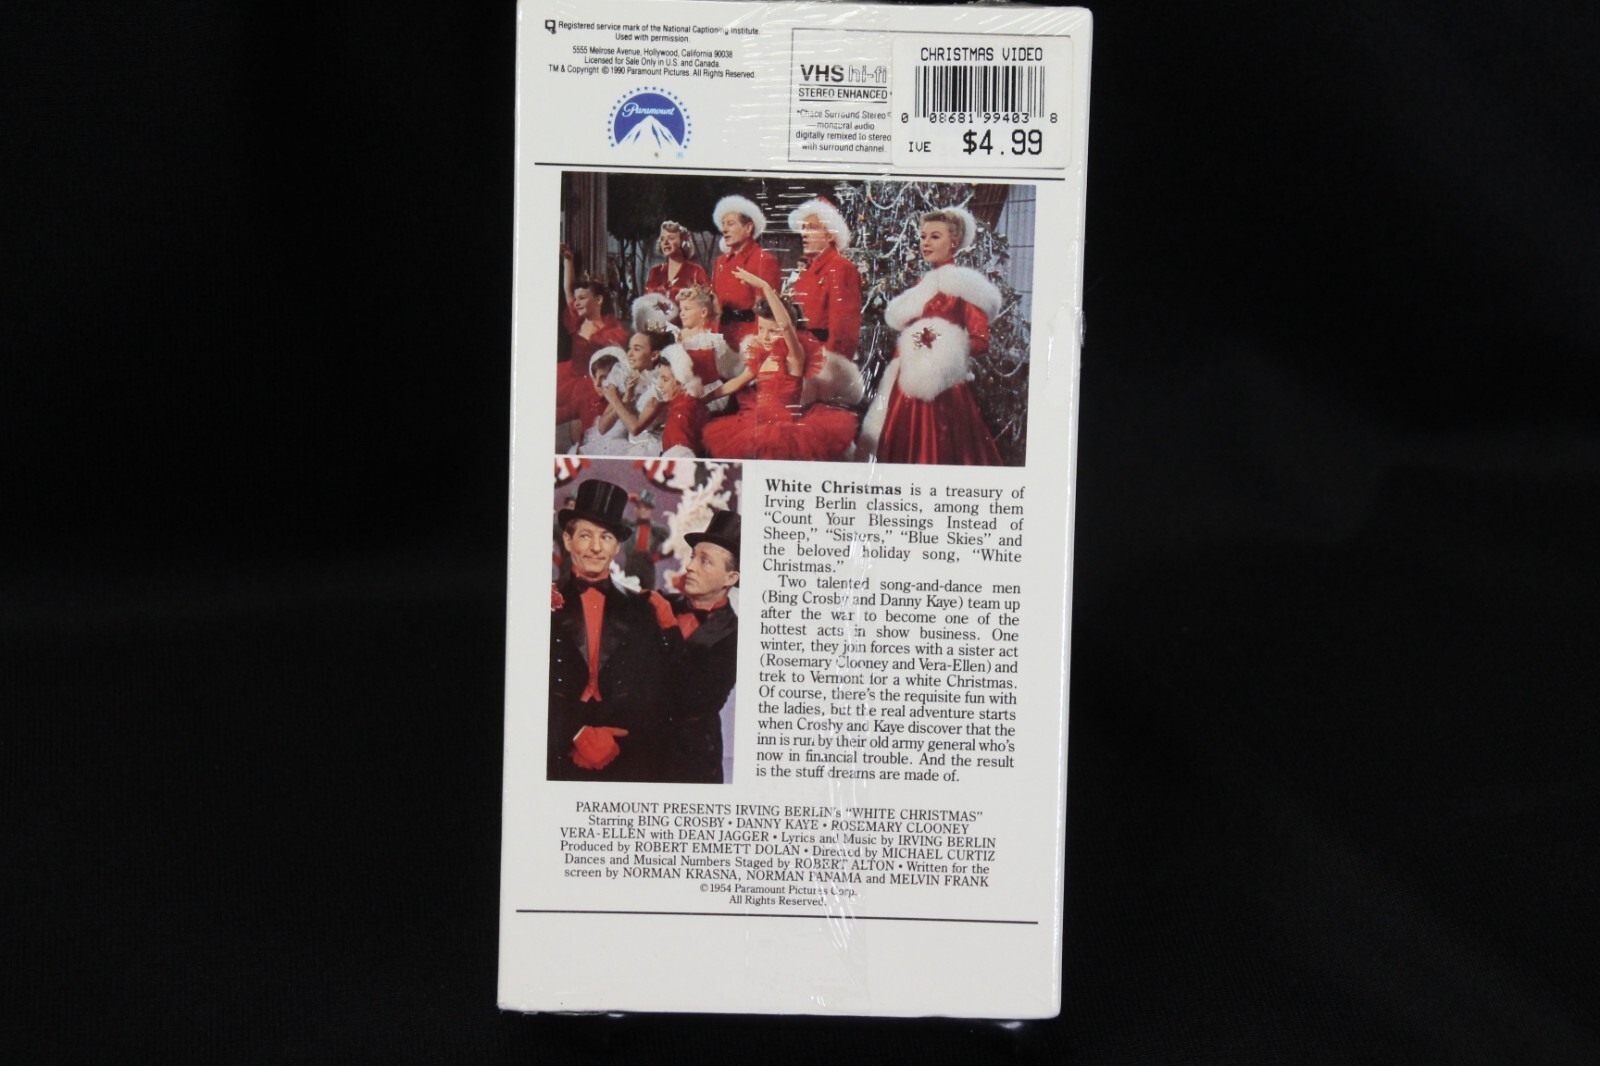 Registered service mark of the National Captioning Institute.
Used with permission.
5555 Melrose Avenue, Hollywood, California 90038
Licensed for Sale Only in U.S. and Canada.
TM & Copyright © 1990 Paramount Pictures. All Rights Reserved
Paramount
VHS hi-fi
STEREO ENHANCED*
*Chace Surround Stereo®
—monaural audio
digitally remixed to stereo
with surround channel.
CHRISTMAS VIDEO
0 08681 99403 8
IVE $4.99
White Christmas is a treasury of
Irving Berlin classics, among them
“Count Your Blessings Instead of
Sheep,” “Sisters,” “Blue Skies” and
the beloved holiday song, “White
Christmas.”
Two talented song-and-dance men
(Bing Crosby and Danny Kaye) team up
after the war to become one of the
hottest acts in show business. One
winter, they join forces with a sister act
(Rosemary Clooney and Vera-Ellen) and
trek to Vermont for a white Christmas.
Of course, there's the requisite fun with
the ladies, but the real adventure starts
when Crosby and Kaye discover that the
inn is run by their old army general who's
now in financial trouble. And the result
is the stuff dreams are made of.
PARAMOUNT PRESENTS IRVING BERLIN's “WHITE CHRISTMAS”
Starring BING CROSBY • DANNY KAYE • ROSEMARY CLOONEY
VERA-ELLEN with DEAN JAGGER • Lyrics and Music by IRVING BERLIN
Produced by ROBERT EMMETT DOLAN • Directed by MICHAEL CURTIZ
Dances and Musical Numbers Staged by ROBERT ALTON • Written for the
screen by NORMAN KRASNA, NORMAN PANAMA and MELVIN FRANK
© 1954 Paramount Pictures Corp.
All Rights Reserved.